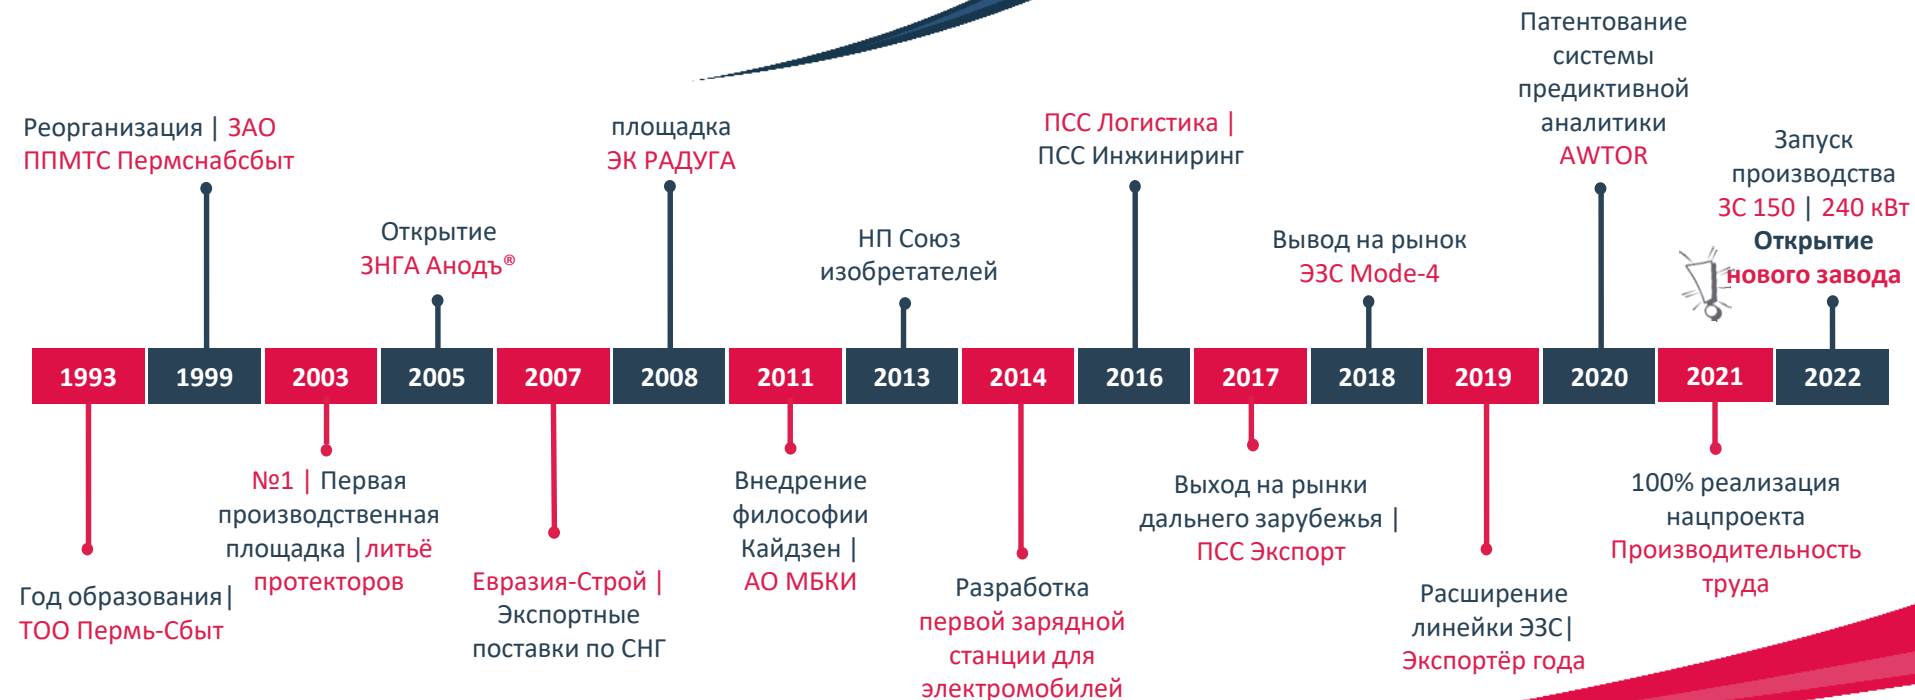 Реорганизация | ЗАО
ППМТС Пермснабсбыт
Открытие
ЗНГА Анодъ®
площадка
ЭК РАДУГА
НП Союз
изобретателей
ПСС Логистика |
ПСС Инжиниринг
Вывод на рынок
ЭЗС Mode-4
Патентование
системы
предиктивной
аналитики
AWTOR
Запуск
производства
ЗС 150 | 240 кВт
Открытие
нового завода
1993
1999
2003
2005
2007
2008
2011
2013
2014
2016
2017
2018
2019
2020
2021
2022
Год образования|
ТОО Пермь-Сбыт
№1 | Первая
производственная
площадка |литьё
протекторов
Евразия-Строй |
Экспортные
поставки по СНГ
Внедрение
философии
Кайдзен |
АО МБКИ
Разработка
первой зарядной
станции для
электромобилей
Выход на рынки
дальнего зарубежья |
ПСС Экспорт
Расширение
линейки ЭЗС|
Экспортёр года
100% реализация
нацпроекта
Производительность
труда